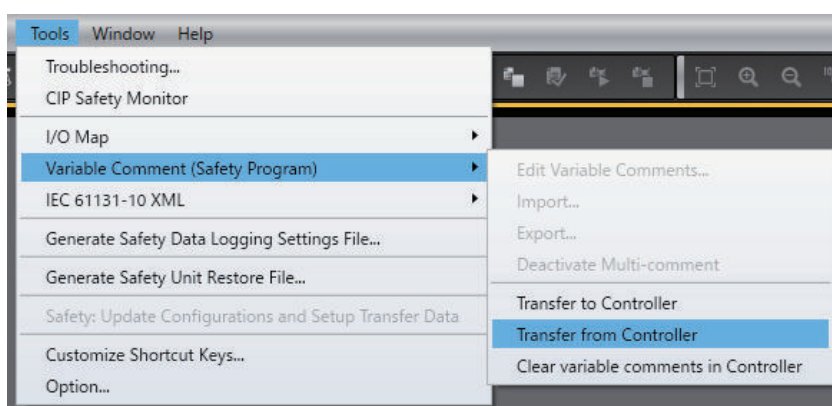 Tools Window Help
Troubleshooting...
CIP Safety Monitor
I/O Map
Variable Comment (Safety Program)
IEC 61131-10 XML
Generate Safety Data Logging Settings File...
Generate Safety Unit Restore File...
Safety: Update Configurations and Setup Transfer Data
Customize Shortcut Keys...
Option...
Edit Variable Comments...
Import...
Export...
Deactivate Multi-comment
Transfer to Controller
Transfer from Controller
Clear variable comments in Controller